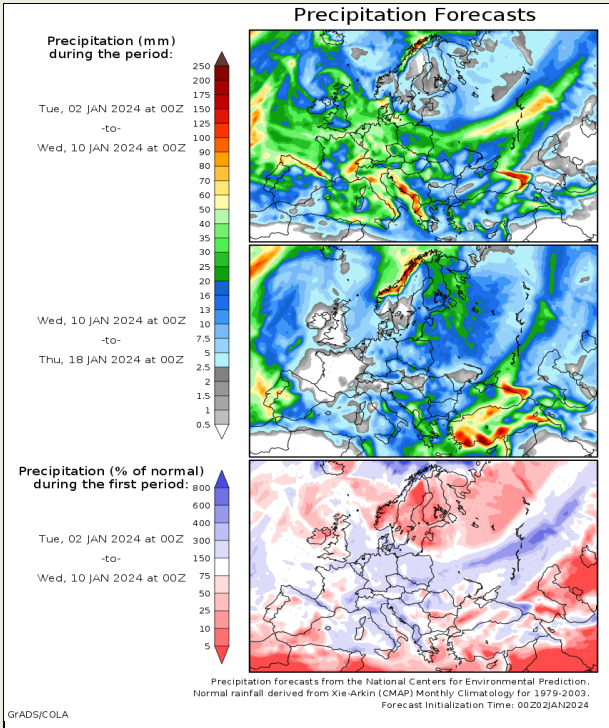 Precipitation Forecasts
Precipitation (mm)
during the period:
250
200
175
150
125
100
90
80
70
60
50
40
35
30
25
20
16
13
10
7.5
5
2.5
2
1.5
1
0.5
Tue, 02 JAN 2024 at 00Z
-to-
Wed, 10 JAN 2024 at 00Z
Wed, 10 JAN 2024 at 00Z
-to-
Thu, 18 JAN 2024 at 00Z
Precipitation (% of normal)
during the first period:
800
600
400
300
150
75
50
25
10
5
Tue, 02 JAN 2024 at 00Z
-to-
Wed, 10 JAN 2024 at 00Z
Precipitation forecasts from the National Centers for Environmental Prediction.
Normal rainfall derived from Xie-Arkin (CMAP) Monthly Climatology for 1979-2003.
Forecast Initialization Time: 00Z02JAN2024
GrADS/COLA